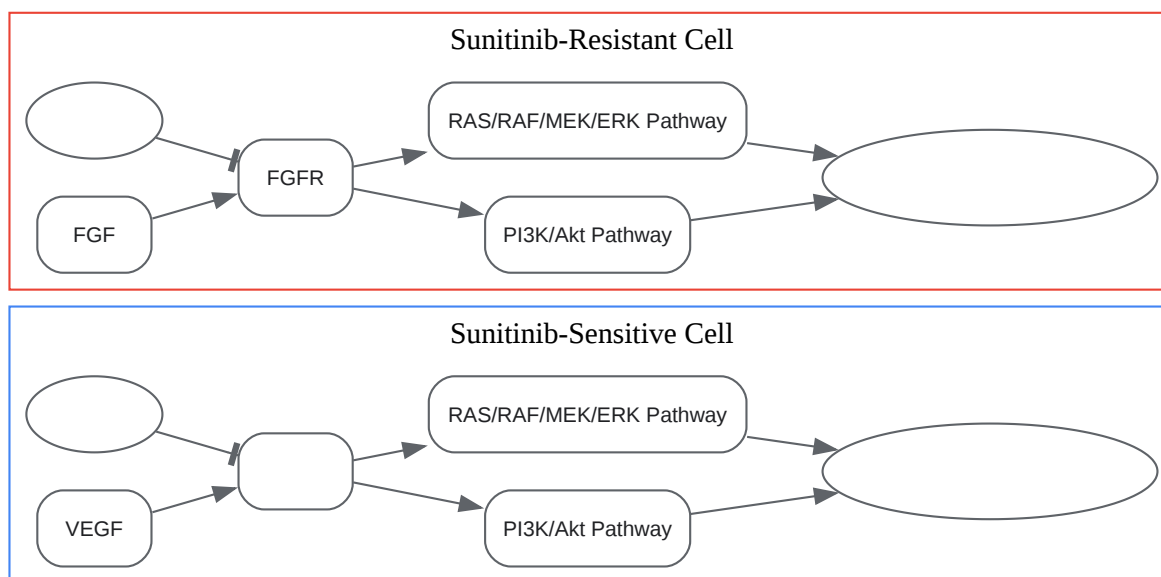 Sunitinib-Resistant Cell
RAS/RAF/MEK/ERK Pathway
FGFR
FGF
PI3K/Akt Pathway
Sunitinib-Sensitive Cell
RAS/RAF/MEK/ERK Pathway
VEGF
PI3K/Akt Pathway